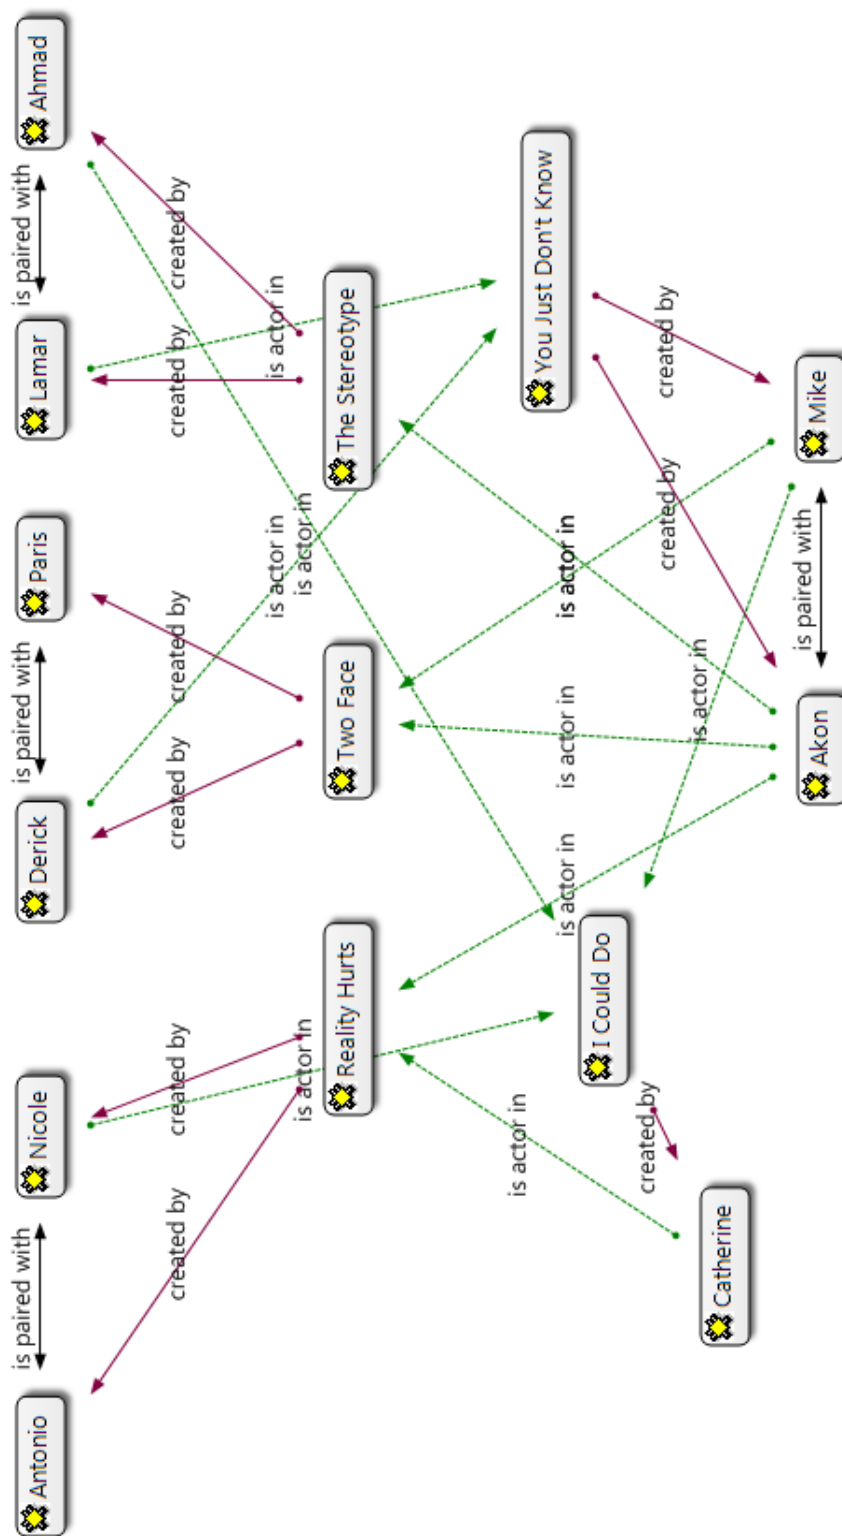 Antonio
is paired with
Nicole
Derick
is paired with
Paris
Lamar
is paired with
Ahmad
created by
created by
created by
created by
created by
created by
is actor in
is actor in
is actor in
is actor in
Reality Hurts
Two Face
The Stereotype
is actor in
You Just Don't Know
is actor in
is actor in
is actor in
I Could Do
created by
created by
created by
is actor in
Catherine
Akon
is paired with
Mike